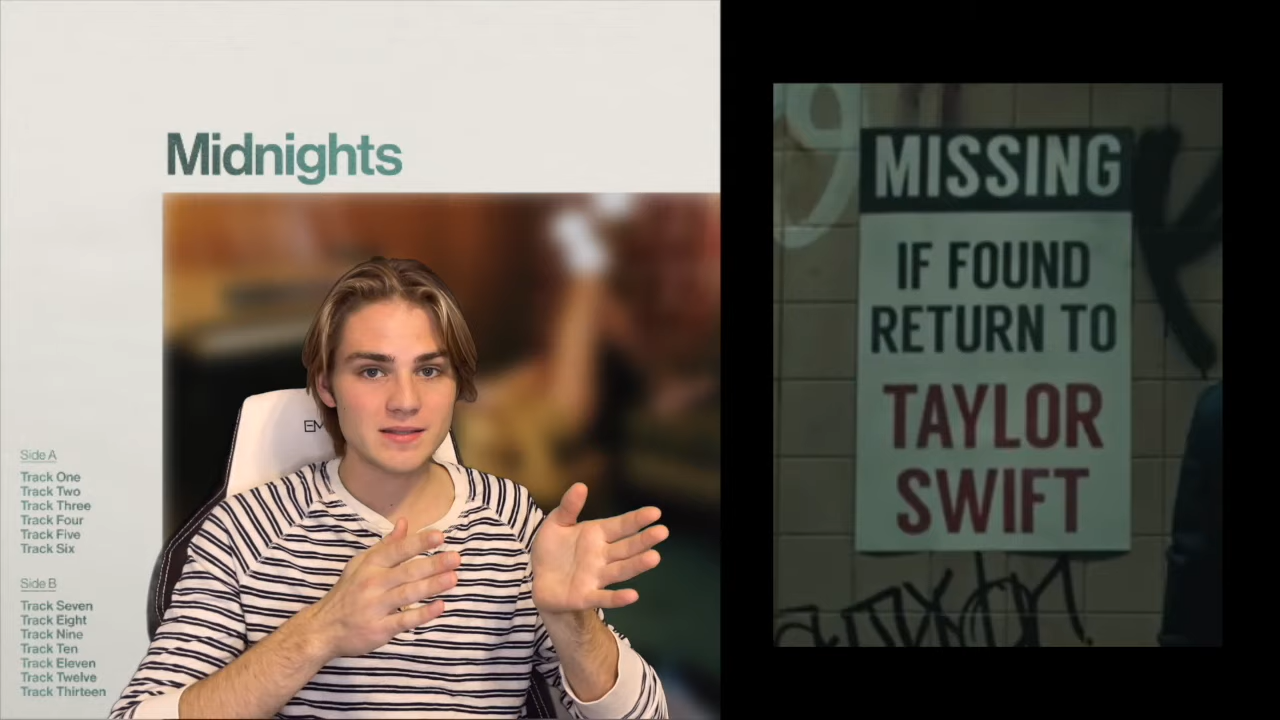 Midnights
Side A
Track One
Track Two
Track Three
Track Four
Track Five
Track Six
Side B
Track Seven
Track Eight
Track Nine
Track Ten
Track Eleven
Track Twelve
Track Thirteen
EM
MISSING
IF FOUND
RETURN TO
TAYLOR
SWIFT